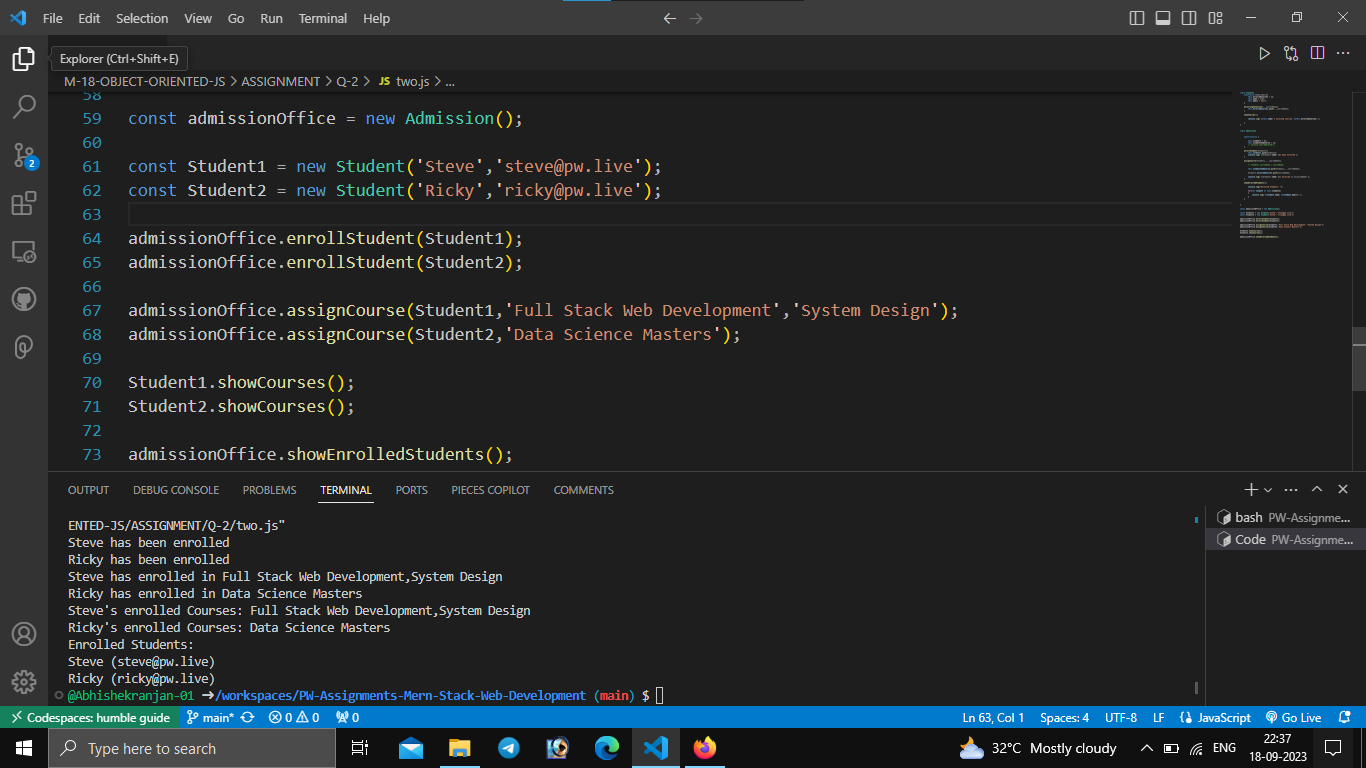 File Edit Selection View Go Run Terminal Help
Explorer (Ctrl+Shift+E)
M-18-OBJECT-ORIENTED-JS > ASSIGNMENT > Q-2 > JS two.js > ...
58
59 const admissionOffice = new Admission();
60
61 const Student1 = new Student('Steve','steve@pw.live');
62 const Student2 = new Student('Ricky','ricky@pw.live');
63
64 admissionOffice.enrollStudent(Student1);
65 admissionOffice.enrollStudent(Student2);
66
67 admissionOffice.assignCourse(Student1,'Full Stack Web Development','System Design');
68 admissionOffice.assignCourse(Student2,'Data Science Masters');
69
70 Student1.showCourses();
71 Student2.showCourses();
72
73 admissionOffice.showEnrolledStudents();
2
OUTPUT DEBUG CONSOLE PROBLEMS TERMINAL PORTS PIECES COPILOT COMMENTS
ENTED-JS/ASSIGNMENT/Q-2/two.js"
Steve has been enrolled
Ricky has been enrolled
Steve has enrolled in Full Stack Web Development,System Design
Ricky has enrolled in Data Science Masters
Steve's enrolled Courses: Full Stack Web Development,System Design
Ricky's enrolled Courses: Data Science Masters
Enrolled Students:
Steve (steve@pw.live)
Ricky (ricky@pw.live)
@Abhishekranjan-01 ➜/workspaces/PW-Assignments-Mern-Stack-Web-Development (main) $
bash PW-Assignme...
Code PW-Assignme...
Codespaces: humble guide main* 0 0 0 Ln 63, Col 1 Spaces: 4 UTF-8 LF {} JavaScript Go Live
Type here to search 32°C Mostly cloudy ENG 22:37
18-09-2023